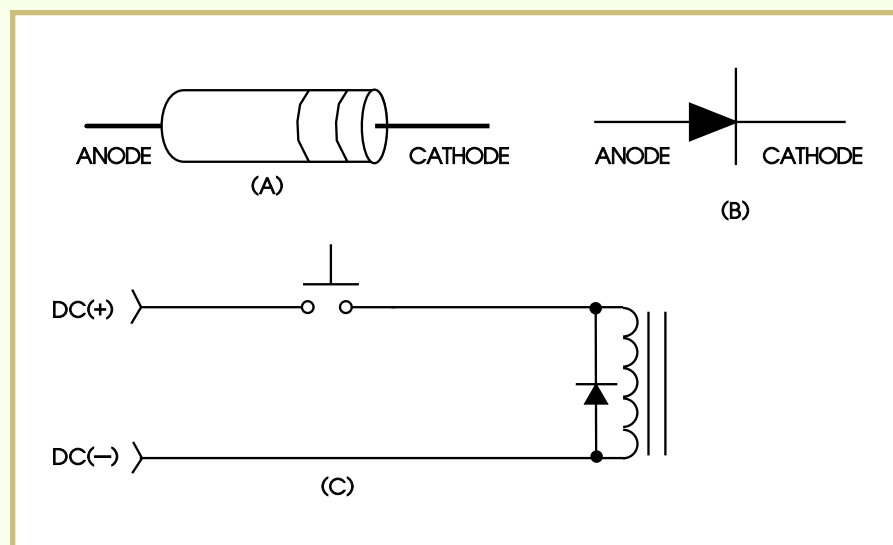 ANODE
CATHODE
(A)
ANODE
CATHODE
(B)
DC(+)
DC(—)
(C)